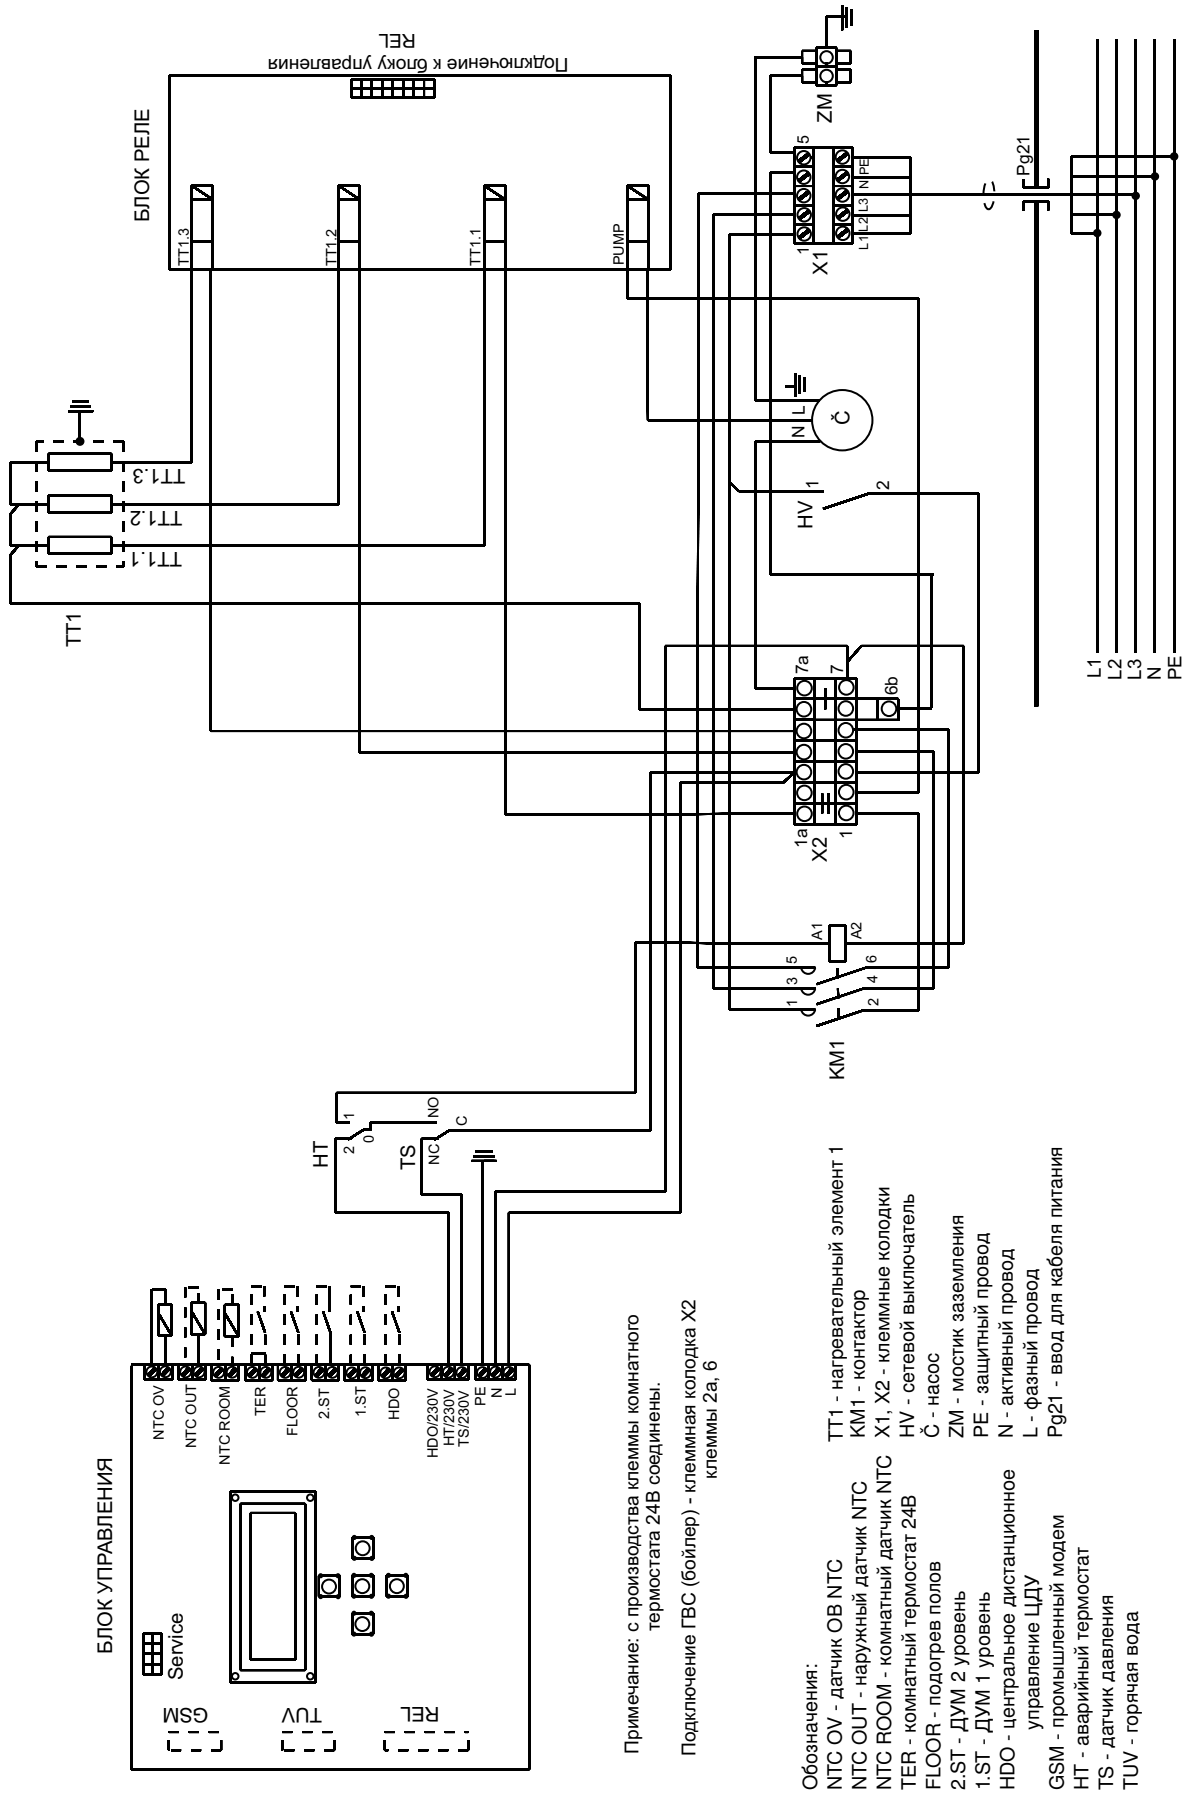 БЛОК УПРАВЛЕНИЯ
Service
GSM
TUV
REL
NTC OV
NTC OUT
NTC ROOM
TER
FLOOR
2.ST
1.ST
HDO
HDO/230V
HT/230V
TS/230V
PE
N
L
HT
2
1
0
TS
NC
NO
C
TT1
TT1.1
TT1.2
TT1.3
БЛОК РЕЛЕ
Подключение к блоку управления
REL
TT1.3
TT1.2
TT1.1
PUMP
KM1
1
3
5
2
4
6
A1
A2
X2
1a
1
7a
7
6b
HV
1
2
N
L
Č
X1
1
5
L1
L2
L3
N
PE
ZM
Pg21
L1
L2
L3
N
PE
Примечание: с производства клеммы комнатного
термостата 24В соединены.
Подключение ГВС (бойлер) - клеммная колодка X2
клеммы 2a, 6
Обозначения:
NTC OV - датчик ОВ NTC
NTC OUT - наружный датчик NTC
NTC ROOM - комнатный датчик NTC
TER - комнатный термостат 24В
FLOOR - подогрев полов
2.ST - ДУМ 2 уровень
1.ST - ДУМ 1 уровень
HDO - центральное дистанционное
управление ЦДУ
GSM - промышленный модем
HT - аварийный термостат
TS - датчик давления
TUV - горячая вода
TT1 - нагревательный элемент 1
KM1 - контактор
X1, X2 - клеммные колодки
HV - сетевой выключатель
Č - насос
ZM - мостик заземления
PE - защитный провод
N - активный провод
L - фазный провод
Pg21 - ввод для кабеля питания